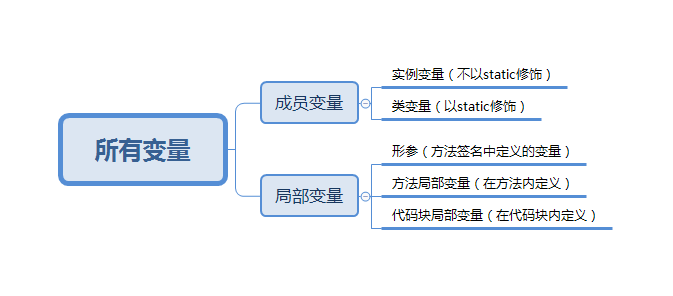 所有变量
成员变量
实例变量（不以static修饰）
类变量（以static修饰）
局部变量
形参（方法签名中定义的变量）
方法局部变量（在方法内定义）
代码块局部变量（在代码块内定义）